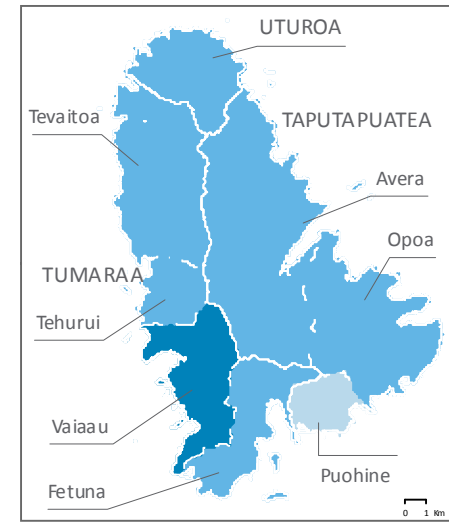 UTUROA
Tevaitoa
TAPUTAPUATEA
Avera
Opoa
TUMARAA
Tehurui
Vaiaau
Puohine
Fetuna
0 1 Km